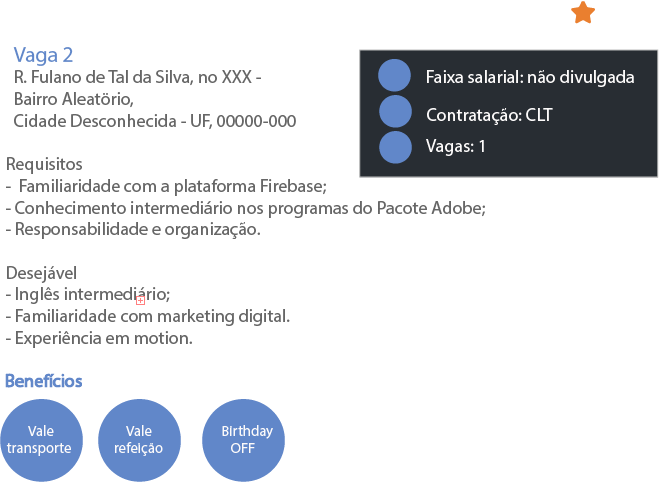 Vaga 2
R. Fulano de Tal da Silva, no XXX -
Bairro Aleatörio,
Cidade Desconhecida - UF, 00000-000
Faixa salarial: não divulgada
Contratação: CLT
Vagas: 1
Requisitos
- Familiaridade com a plataforma Firebase;
- Conhecimento intermediário nos programas do Pacote Adobe;
- Responsabilidade e organização.
Desejável
- Inglês intermediário;
- Familiaridade com marketing digital.
- Experiência em motion.
Benefícios
Vale
transporte
Vale
refeição
Birthday
OFF